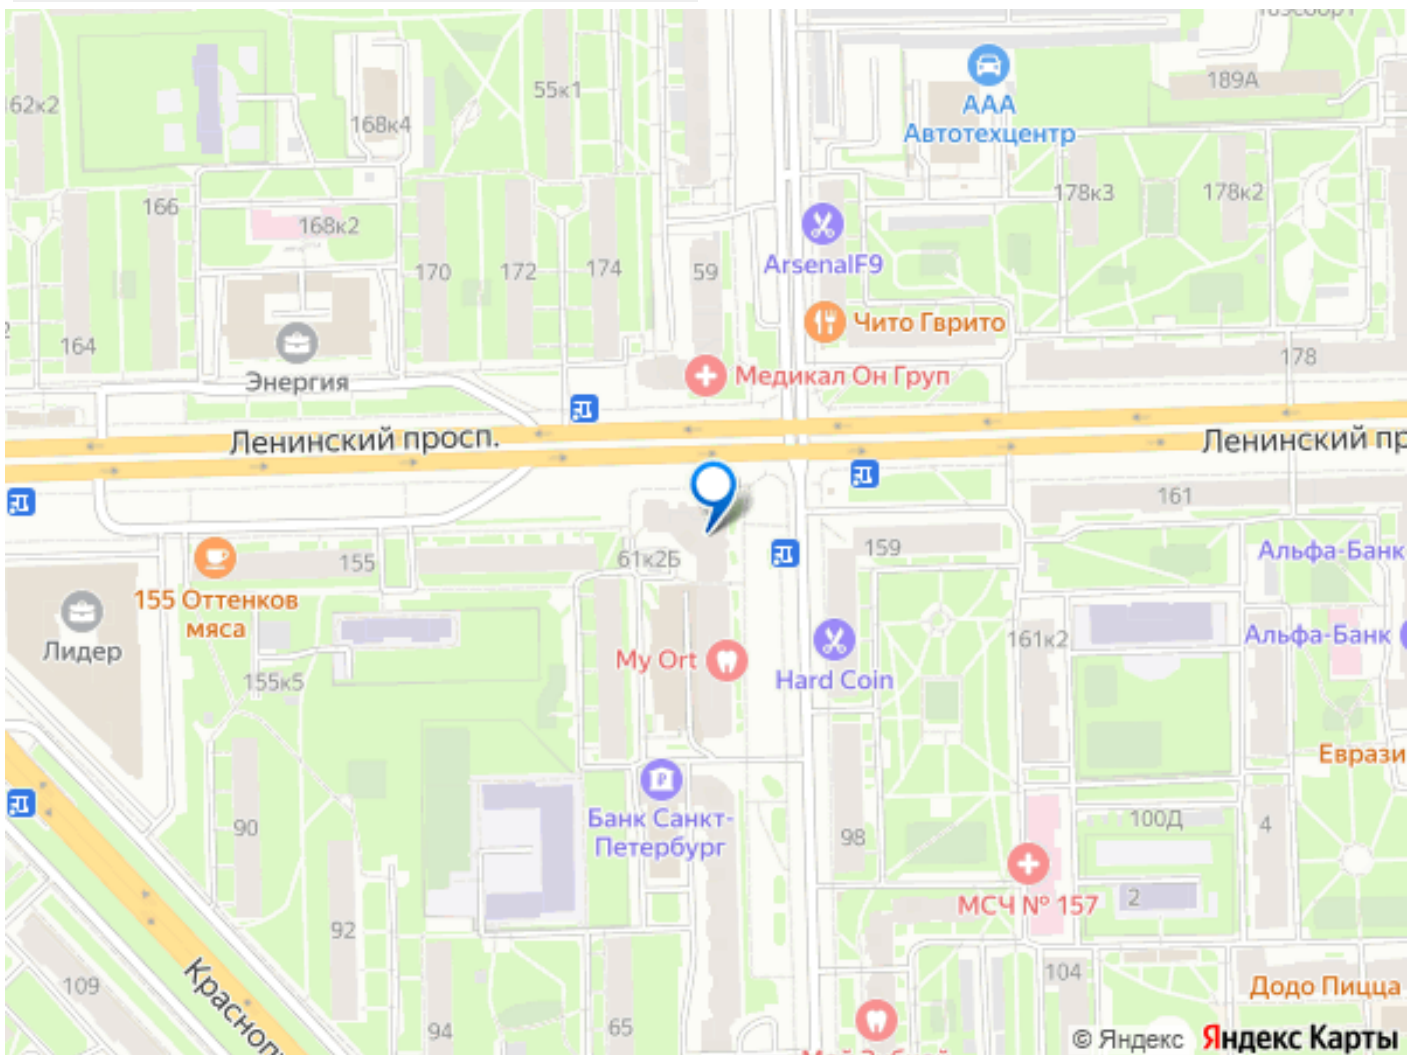 62к2
55к1
168к4
ААА
Автотехцентр
189А
166
168к2
178к3
178к2
170
172
174
59
ArsenalF9
Чито Гврито
164
Энергия
Медикал Он Груп
178
Ленинский просп.
Ленинский пр
161
155
61к2Б
159
Альфа-Банк
155 Оттенков
мяса
Лидер
155к5
My Ort
Hard Coin
161к2
Альфа-Банк
Еврази
90
Банк Санкт-
Петербург
98
100Д
4
МСЧ № 157
2
92
109
Красноп
94
65
104
Додо Пицца
© Яндекс
Яндекс Карты